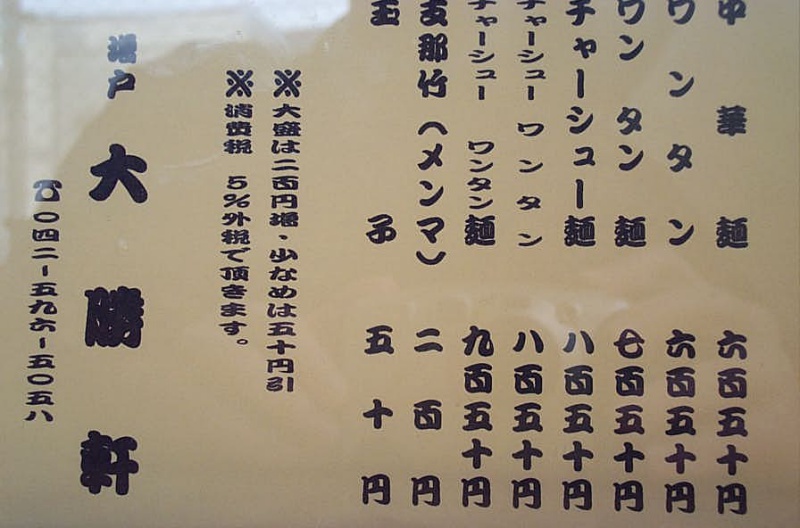 中華麺 六百五十円
ワンタン 六百五十円
ワンタン麺 七百五十円
チャーシュー麺 八百五十円
チャーシューワンタン 八百五十円
チャーシューワンタン麺 九百五十円
支那竹(メンマ) 二百円
玉子 五十円
※大盛は二百円増・少なめは五十円引
※消費税 5%外税で頂きます。
瑞戸 大勝軒
☎〇四二ー五九六ー五〇五八